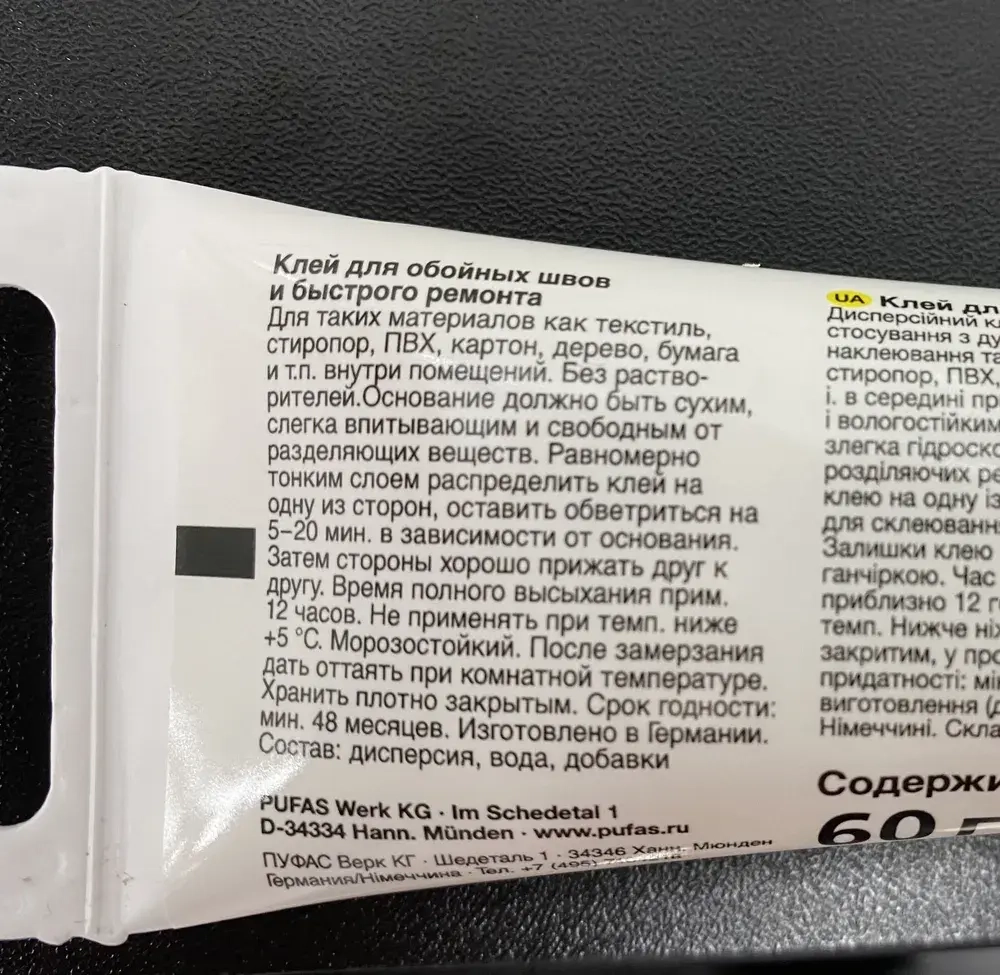 Клей для обойных швов
и быстрого ремонта
Для таких материалов как текстиль,
стиропор, ПВХ, картон, дерево, бумага
и т.п. внутри помещений. Без раство-
рителей.Основание должно быть сухим,
слегка впитывающим и свободным от
разделяющих веществ. Равномерно
тонким слоем распределить клей на
одну из сторон, оставить обветриться на
5–20 мин. в зависимости от основания.
Затем стороны хорошо прижать друг к
другу. Время полного высыхания прим.
12 часов. Не применять при темп. ниже
+5 °C. Морозостойкий. После замерзания
дать оттаять при комнатной температуре.
Хранить плотно закрытым. Срок годности:
мин. 48 месяцев. Изготовлено в Германии.
Состав: дисперсия, вода, добавки
PUFAS Werk KG · Im Schedetal 1
D-34334 Hann. Münden · www.pufas.ru
ПУФАС Верк КГ · Шедеталь 1 · 34346 Ханн. Мюнден
Германия/Німеччина · Тел. +7 (495)
UA Клей дл
Дисперсійний к
стосування з ду
наклеювання та
стиропор, ПВХ,
і. в середині пр
і вологостійким
злегка гідроско
розділяючих ре
клею на одну із
для склеюванн
Залишки клею
ганчіркою. Час
приблизно 12 г
темп. Нижче ні
закритим, у про
придатності: мі
виготовлення (д
Німеччині. Скла
Содержи
60 г